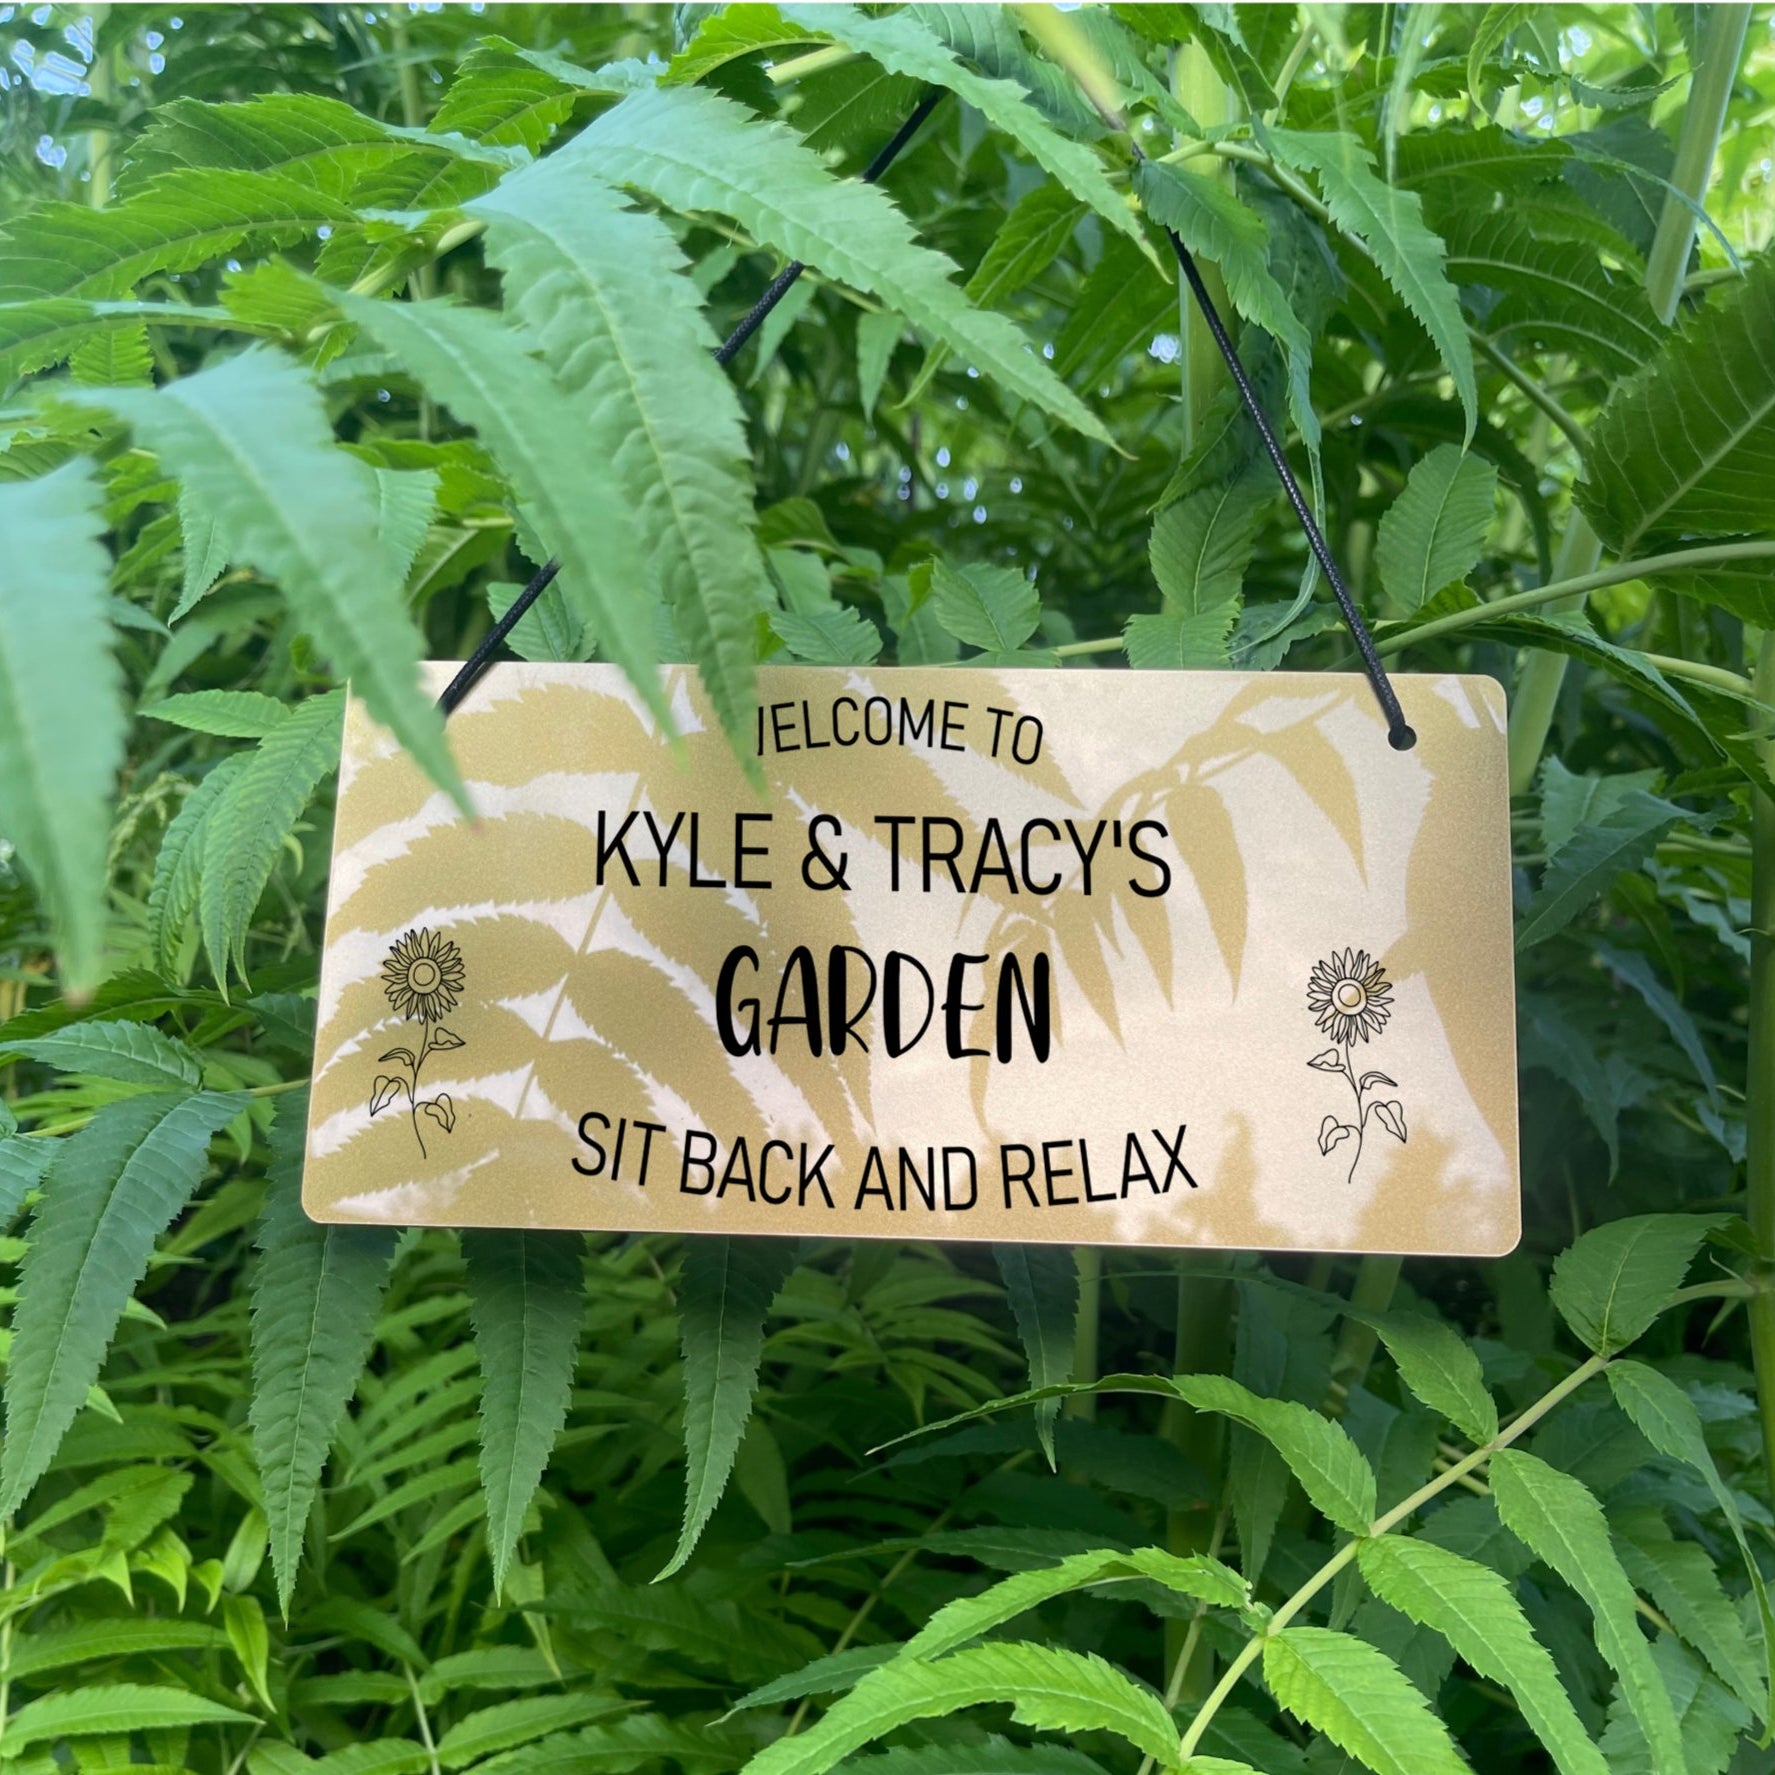 WELCOME TO
KYLE & TRACY'S
GARDEN
SIT BACK AND RELAX